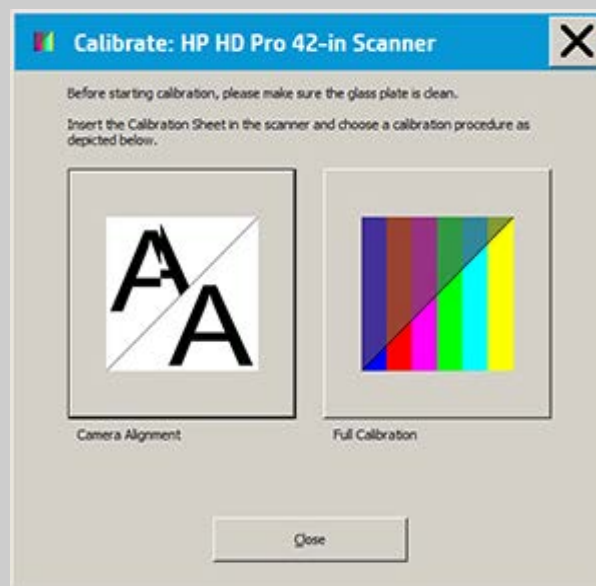 Calibrate: HP HD Pro 42-in Scanner
Before starting calibration, please make sure the glass plate is clean.
Insert the Calibration Sheet in the scanner and choose a calibration procedure as
depicted below.
A A
Camera Alignment
Full Calibration
Close